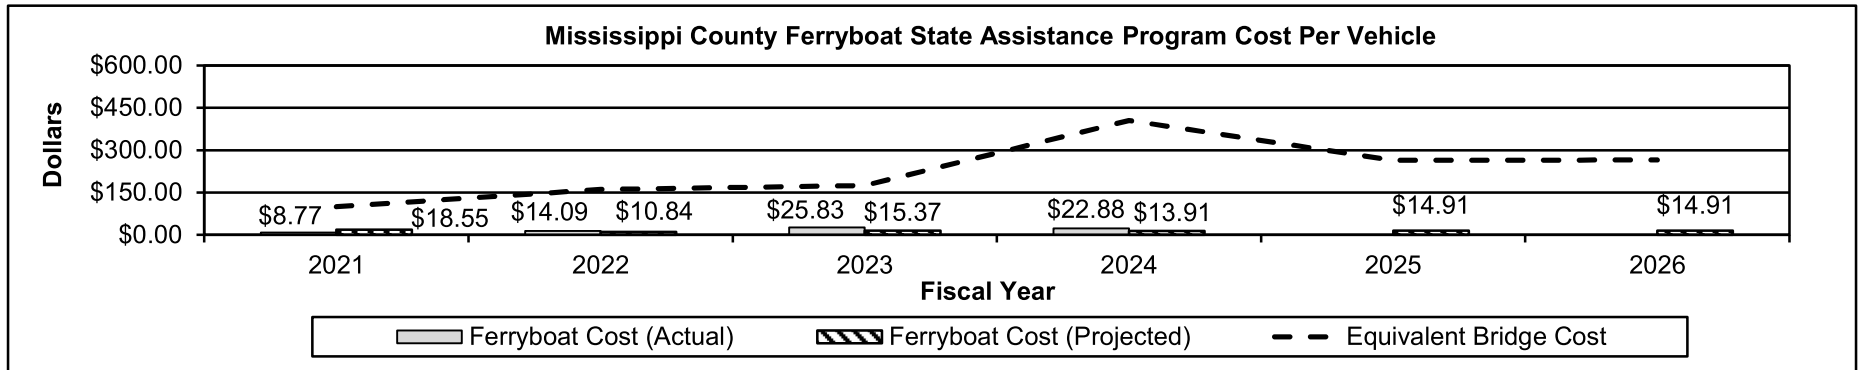 Mississippi County Ferryboat State Assistance Program Cost Per Vehicle
Dollars
$600.00
$450.00
$300.00
$150.00
$0.00
$8.77 $18.55 $14.09 $10.84 $25.83 $15.37 $22.88 $13.91 $14.91 $14.91
2021 2022 2023 2024 2025 2026
Fiscal Year
Ferryboat Cost (Actual) Ferryboat Cost (Projected) Equivalent Bridge Cost